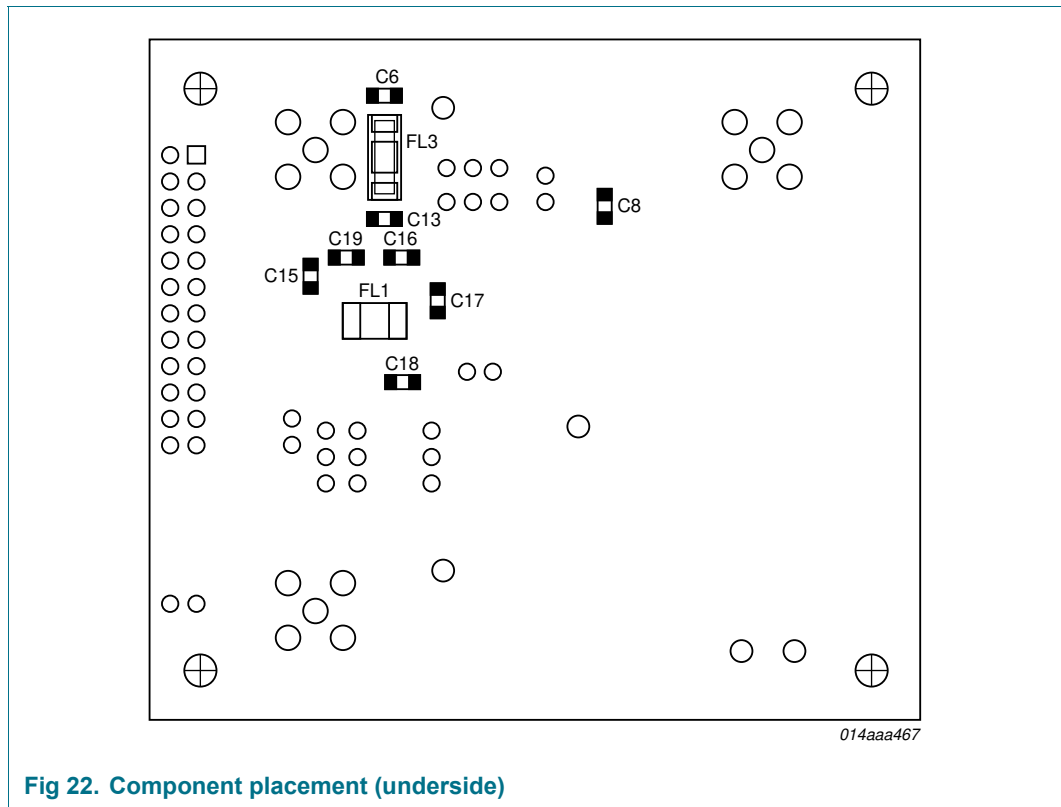 C6
FL3
C8
C13
C19
C16
C15
FL1
C17
C18
014aaa467
Fig 22. Component placement (underside)